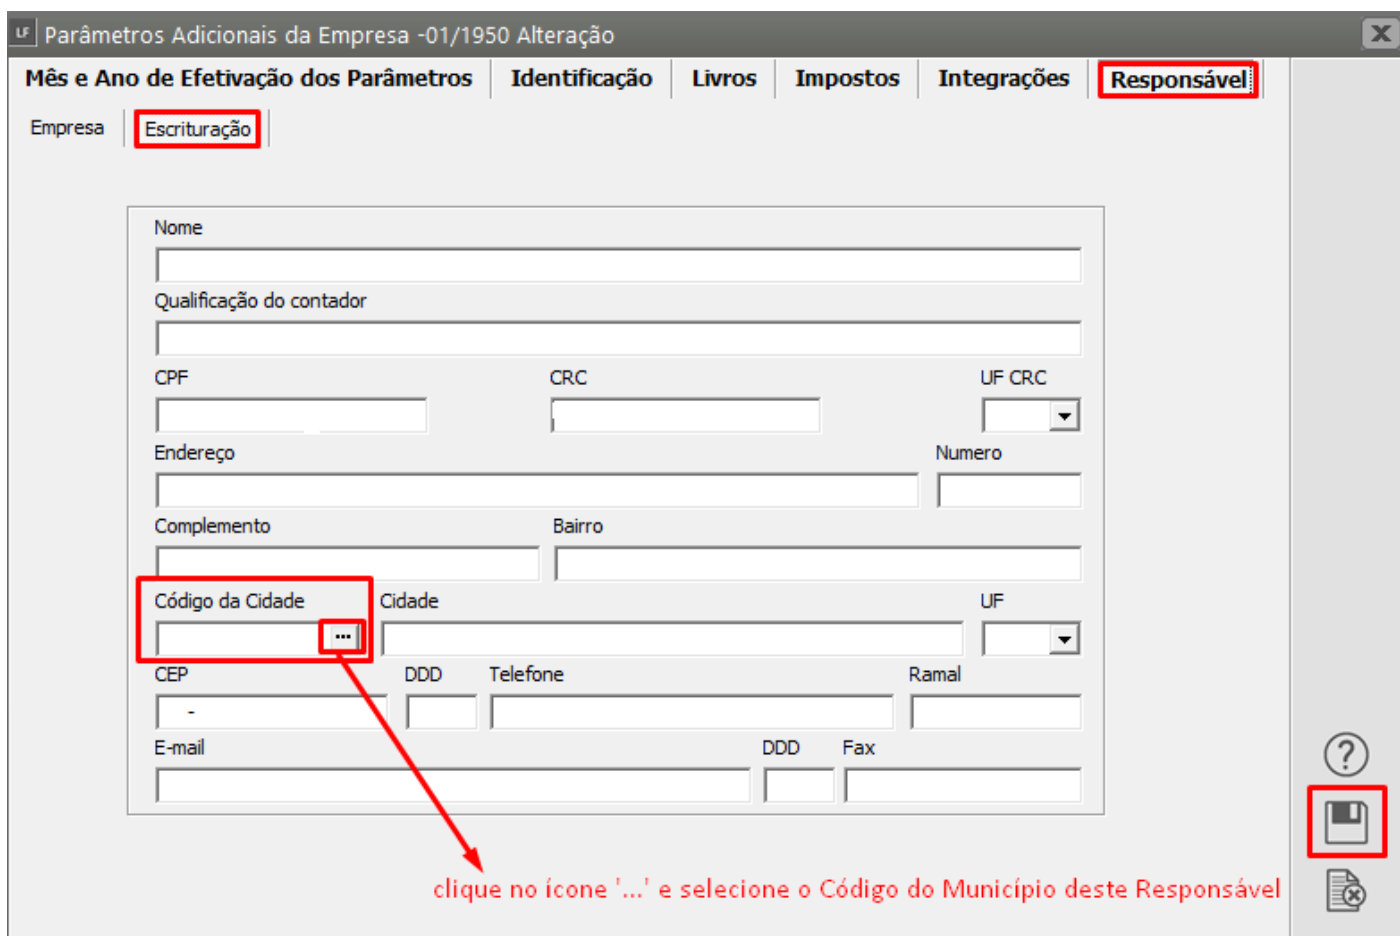 LF Parâmetros Adicionais da Empresa -01/1950 Alteração
Mês e Ano de Efetivação dos Parâmetros Identificação Livros Impostos Integrações Responsável
Empresa Escrituração
Nome
Qualificação do contador
CPF CRC UF CRC
Endereço Numero
Complemento Bairro
Código da Cidade Cidade UF
...
CEP DDD Telefone Ramal
-
E-mail DDD Fax
clique no ícone '...' e selecione o Código do Município deste Responsável